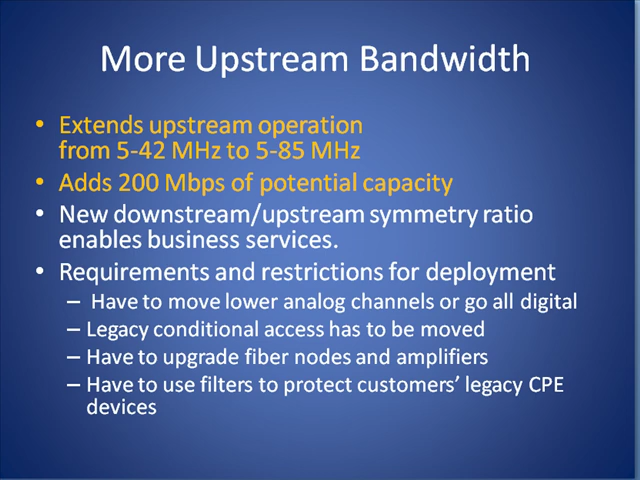 More Upstream Bandwidth
• Extends upstream operation
from 5-42 MHz to 5-85 MHz
• Adds 200 Mbps of potential capacity
• New downstream/upstream symmetry ratio
enables business services.
• Requirements and restrictions for deployment
– Have to move lower analog channels or go all digital
– Legacy conditional access has to be moved
– Have to upgrade fiber nodes and amplifiers
– Have to use filters to protect customers’ legacy CPE
devices